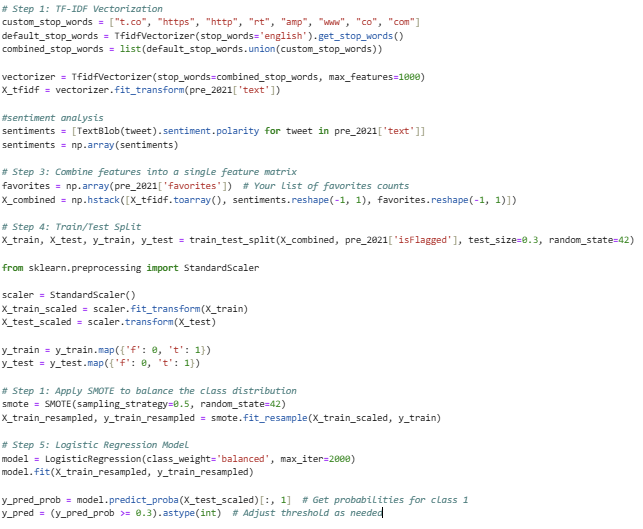 # Step 1: TF-IDF Vectorization
custom_stop_words = ["t.co", "https", "http", "rt", "amp", "www", "co", "com"]
default_stop_words = TfidfVectorizer(stop_words='english').get_stop_words()
combined_stop_words = list(default_stop_words.union(custom_stop_words))
vectorizer = TfidfVectorizer(stop_words=combined_stop_words, max_features=1000)
X_tfidf = vectorizer.fit_transform(pre_2021['text'])
#sentiment analysis
sentiments = [TextBlob(tweet).sentiment.polarity for tweet in pre_2021['text']]
sentiments = np.array(sentiments)
# Step 3: Combine features into a single feature matrix
favorites = np.array(pre_2021['favorites'])  # Your list of favorites counts
X_combined = np.hstack([X_tfidf.toarray(), sentiments.reshape(-1, 1), favorites.reshape(-1, 1)])
# Step 4: Train/Test Split
X_train, X_test, y_train, y_test = train_test_split(X_combined, pre_2021['isFlagged'], test_size=0.3, random_state=42)
from sklearn.preprocessing import StandardScaler
scaler = StandardScaler()
X_train_scaled = scaler.fit_transform(X_train)
X_test_scaled = scaler.transform(X_test)
y_train = y_train.map({'f': 0, 't': 1})
y_test = y_test.map({'f': 0, 't': 1})
# Step 1: Apply SMOTE to balance the class distribution
smote = SMOTE(sampling_strategy=0.5, random_state=42)
X_train_resampled, y_train_resampled = smote.fit_resample(X_train_scaled, y_train)
# Step 5: Logistic Regression Model
model = LogisticRegression(class_weight='balanced', max_iter=2000)
model.fit(X_train_resampled, y_train_resampled)
y_pred_prob = model.predict_proba(X_test_scaled)[:, 1]  # Get probabilities for class 1
y_pred = (y_pred_prob >= 0.3).astype(int)  # Adjust threshold as needed